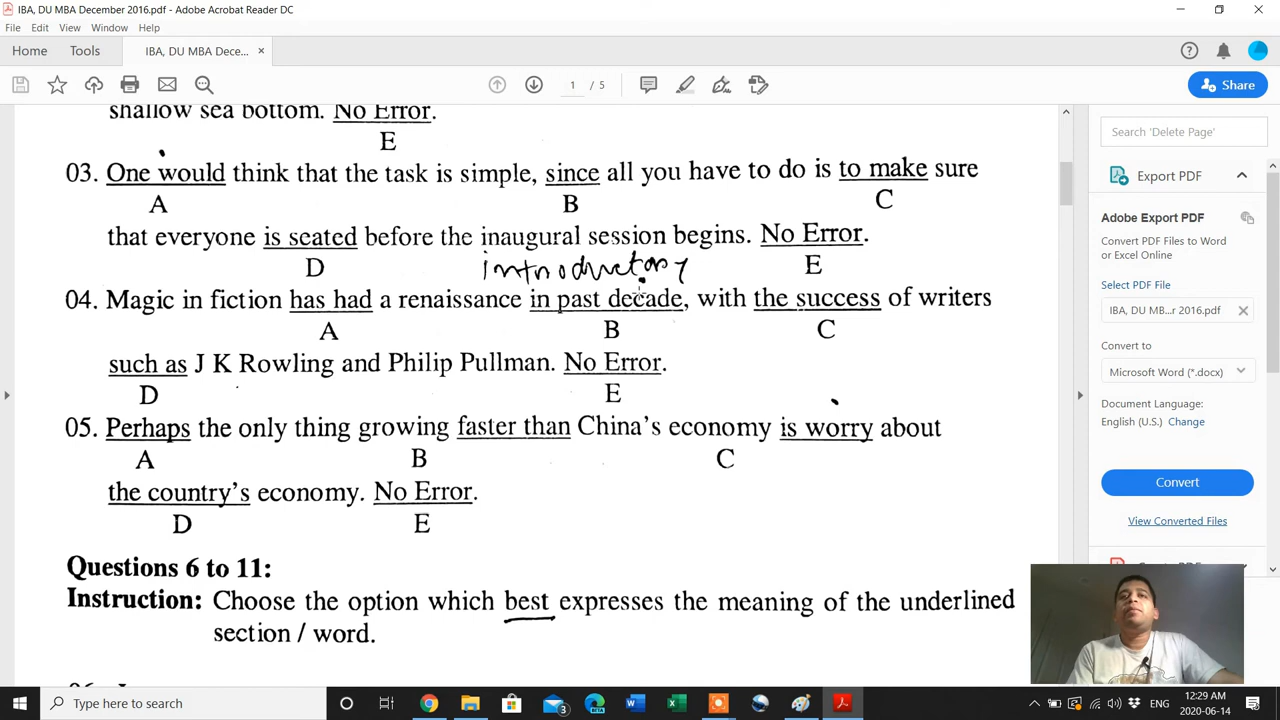 IBA, DU MBA December 2016.pdf - Adobe Acrobat Reader DC
File Edit View Window Help
Home Tools IBA, DU MBA Dece... ×
1 / 5
Share
shallow sea bottom. No Error.
E
03. One would think that the task is simple, since all you have to do is to make sure
A B C
that everyone is seated before the inaugural session begins. No Error.
D E
introductory
04. Magic in fiction has had a renaissance in past decade, with the success of writers
A B C
such as J K Rowling and Philip Pullman. No Error.
D E
05. Perhaps the only thing growing faster than China's economy is worry about
A B C
the country's economy. No Error.
D E
Questions 6 to 11:
Instruction: Choose the option which best expresses the meaning of the underlined
section / word.
Search 'Delete Page'
Export PDF
Adobe Export PDF
Convert PDF Files to Word
or Excel Online
Select PDF File
IBA, DU MB...r 2016.pdf
Convert to
Microsoft Word (*.docx)
Document Language:
English (U.S.) Change
Convert
View Converted Files
Type here to search
BETA
3
ENG
12:29 AM
2020-06-14